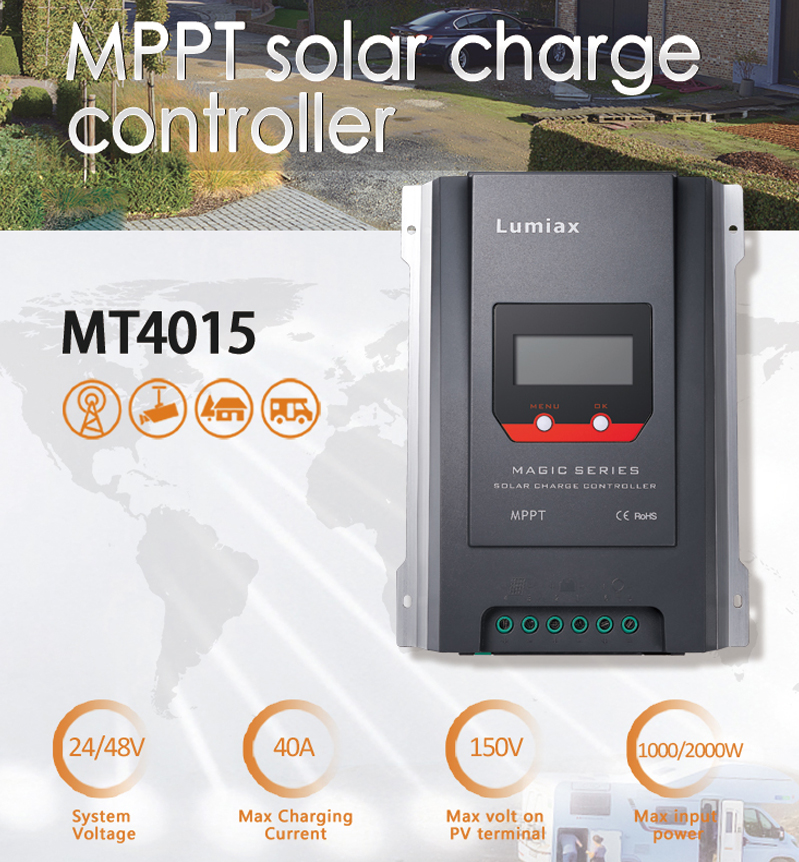 MPPT solar charge
controller
Lumiax
MT4015
MENU OK
MAGIC SERIES
SOLAR CHARGE CONTROLLER
MPPT CE RoHS
24/48V
40A
150V
1000/2000W
System
Voltage
Max Charging
Current
Max volt on
PV terminal
Max input
power